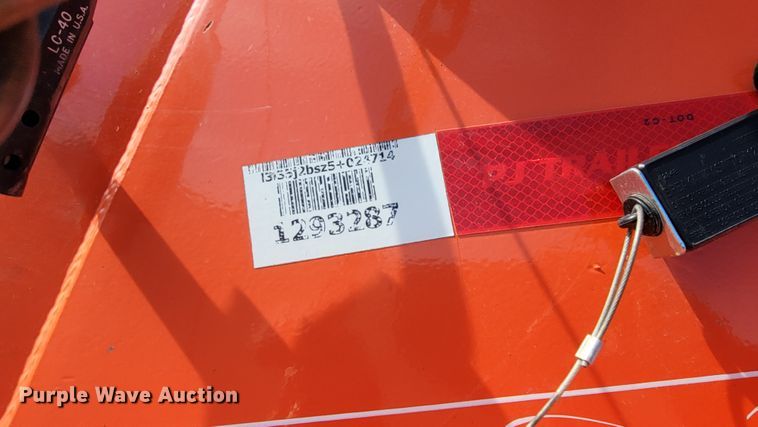 LC-40
MADE IN U.S.A.
1293287
DOT-C2
PJ TRAIL
Purple Wave Auction